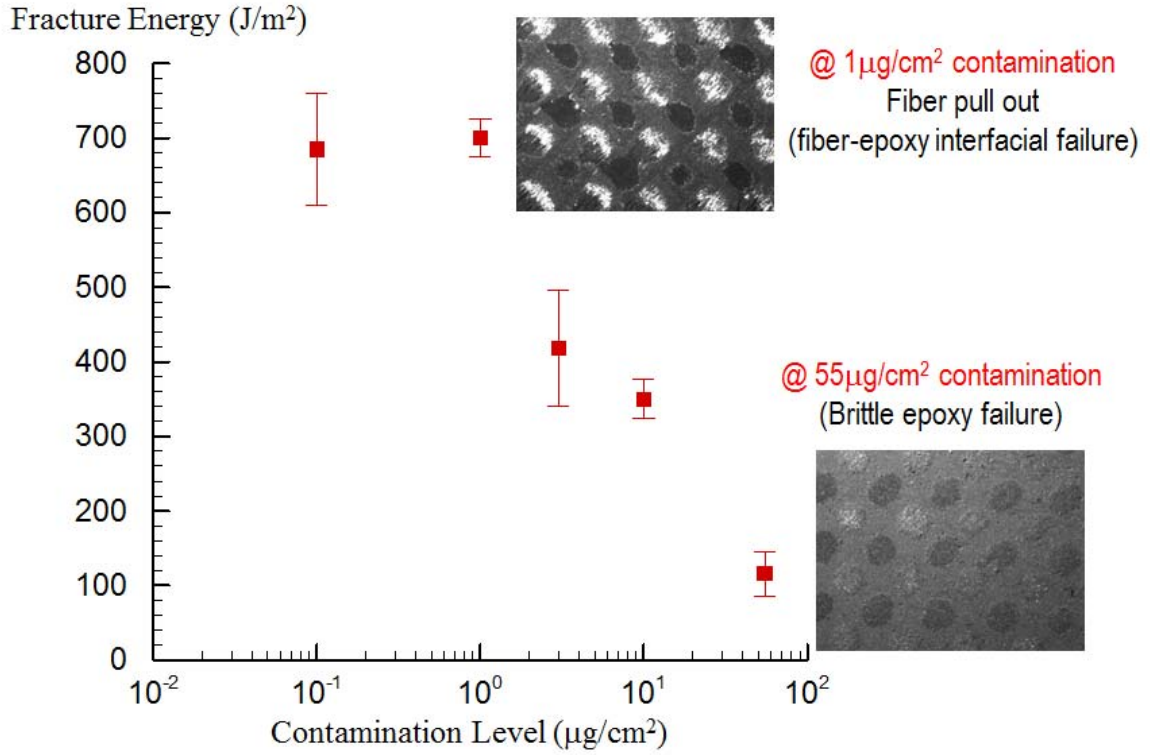 Fracture Energy (J/m²)
800
700
600
500
400
300
200
100
0
10⁻²
10⁻¹
10⁰
10¹
10²
Contamination Level (μg/cm²)
@ 1μg/cm² contamination
Fiber pull out
(fiber-epoxy interfacial failure)
@ 55μg/cm² contamination
(Brittle epoxy failure)